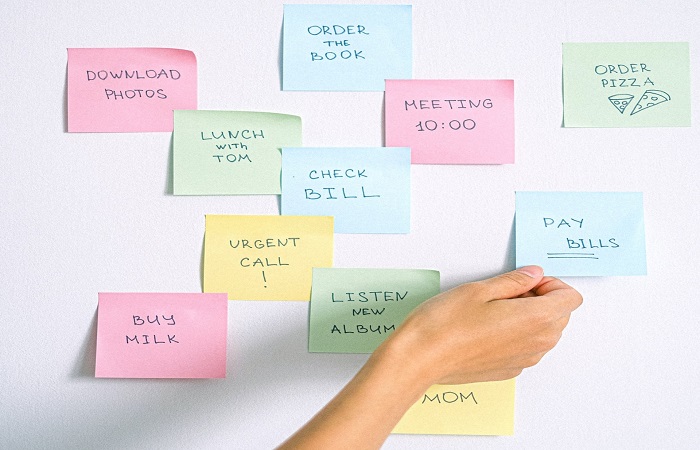 ORDER
THE
BOOK
DOWNLOAD
PHOTOS
ORDER
PIZZA
MEETING
10:00
LUNCH
with
TOM
CHECK
BILL
PAY
BILLS
URGENT
CALL
!
LISTEN
NEW
ALBUM
BUY
MILK
MOM